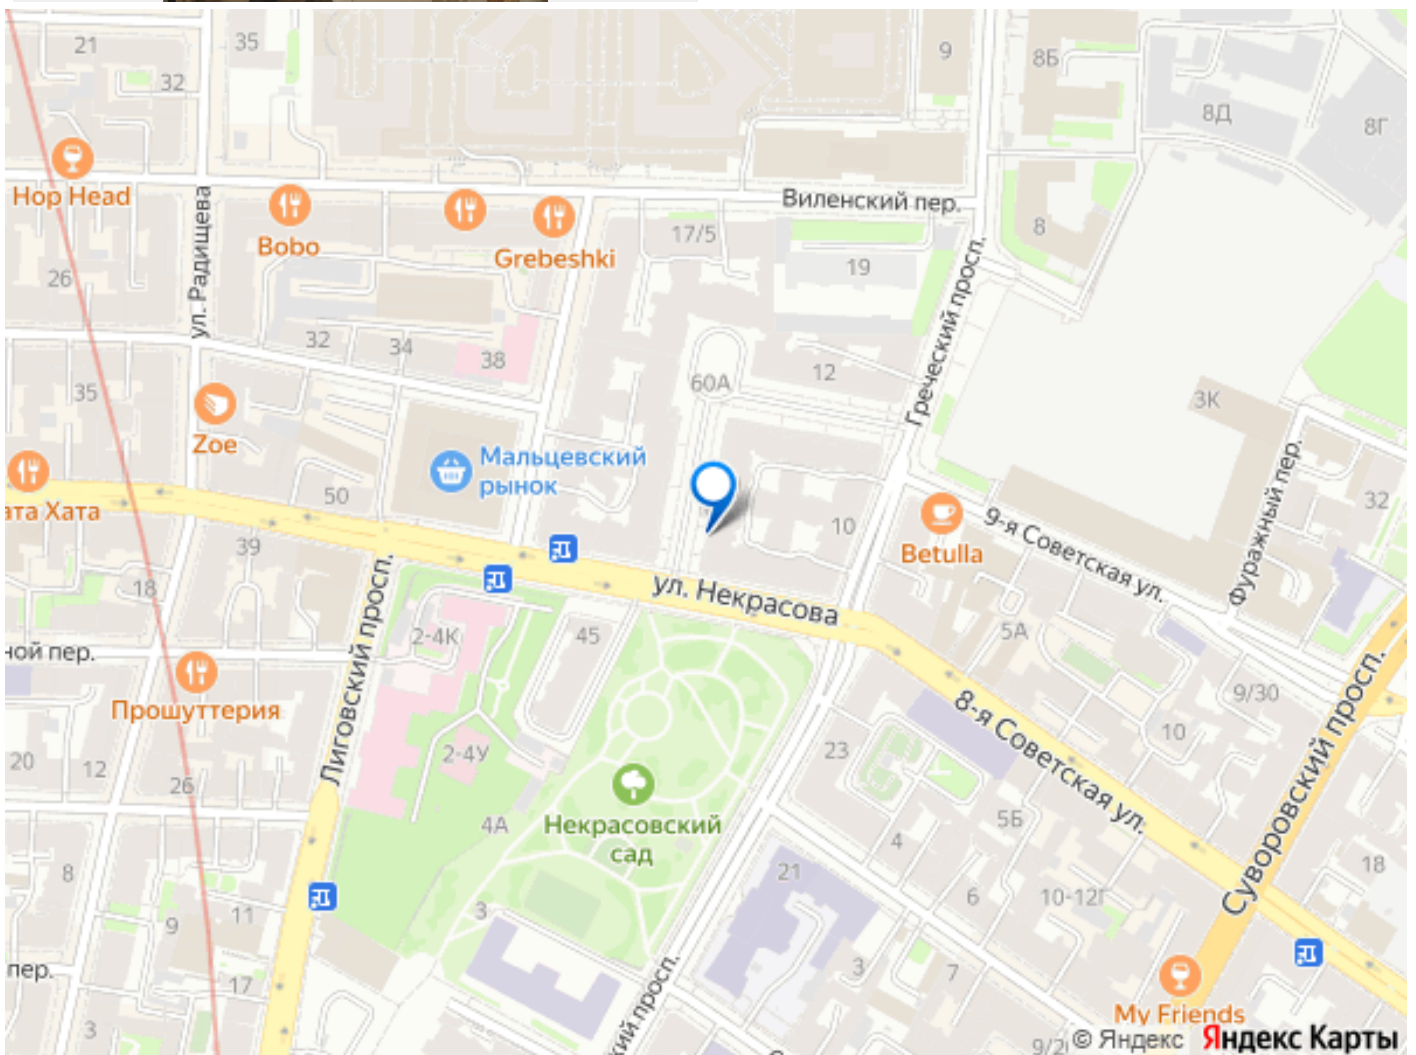 21
35
9
8Б
32
8Д
8Г
Hop Head
ул. Радищева
Bobo
Grebeshki
Виленский пер.
17/5
8
26
19
Греческий просп.
32
34
38
12
60А
35
3К
Zoe
Мальцевский
рынок
50
ата Хата
39
10
Betulla
9-я Советская ул.
Фуражный пер.
32
18
ул. Некрасова
Лиговский просп.
2-4К
45
5А
ной пер.
Прошуттерия
9/30
10
8-я Советская ул.
Суворовский просп.
23
2-4У
20
12
26
Некрасовский
сад
4А
5Б
4
21
18
8
6
10-12Г
3
11
9
3
7
пер.
17
кий просп.
My Friends
3
9/2
© Яндекс Яндекс Карты